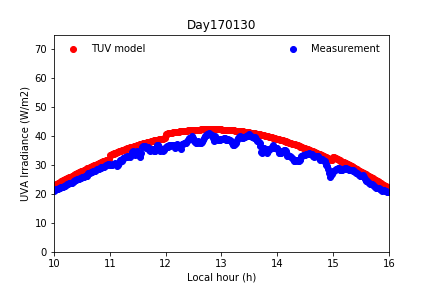 Day170130
TUV model
Measurement
UVA Irradiance (W/m2)
70
60
50
40
30
20
10
0
10 11 12 13 14 15 16
Local hour (h)